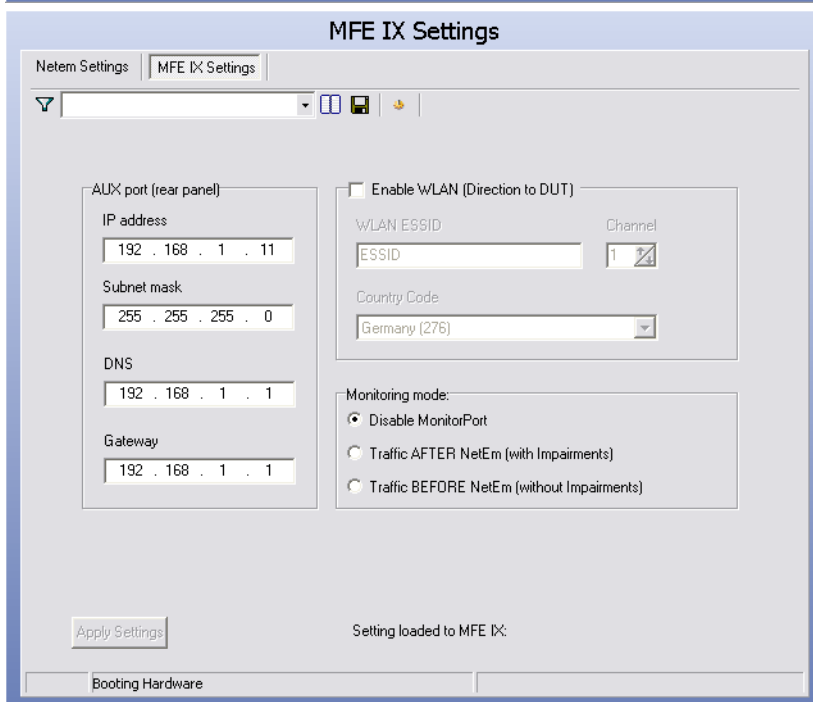 MFE IX Settings
Netem Settings
MFE IX Settings
AUX port (rear panel)
IP address
192 . 168 . 1 . 11
Subnet mask
255 . 255 . 255 . 0
DNS
192 . 168 . 1 . 1
Gateway
192 . 168 . 1 . 1
Enable WLAN (Direction to DUT)
WLAN ESSID Channel
ESSID 1
Country Code
Germany (276)
Monitoring mode:
Disable MonitorPort
Traffic AFTER NetEm (with Impairments)
Traffic BEFORE NetEm (without Impairments)
Apply Settings
Setting loaded to MFE IX:
Booting Hardware